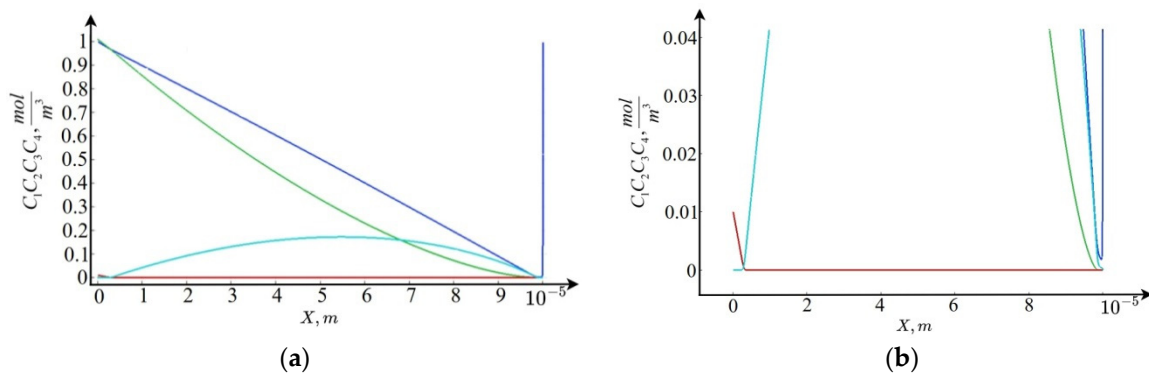 1
0.9
0.8
0.7
0.6
0.5
0.4
0.3
0.2
0.1
0
C₁C₂C₃C₄, mol/m³
0 1 2 3 4 5 6 7 8 9 10⁻⁵
X, m
(a)
0.04
0.03
0.02
0.01
0
C₁C₂C₃C₄, mol/m³
0 2 4 6 8 10⁻⁵
X, m
(b)